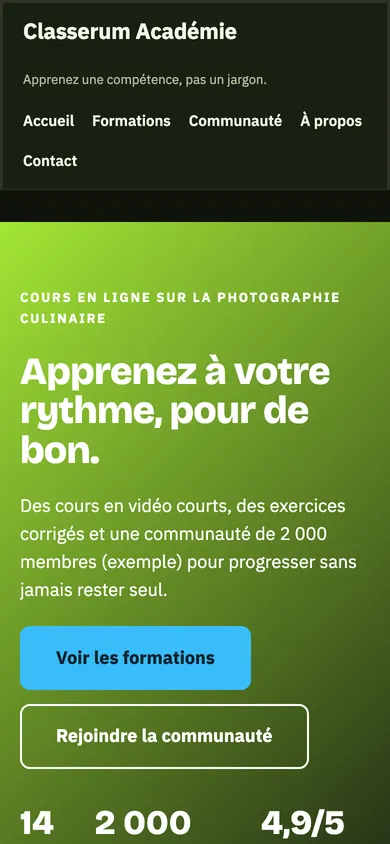 Classerum Académie
Apprenez une compétence, pas un jargon.
Accueil Formations Communauté À propos
Contact
COURS EN LIGNE SUR LA PHOTOGRAPHIE
CULINAIRE
Apprenez à votre
rythme, pour de
bon.
Des cours en vidéo courts, des exercices
corrigés et une communauté de 2 000
membres (exemple) pour progresser sans
jamais rester seul.
Voir les formations
Rejoindre la communauté
14 2 000 4,9/5